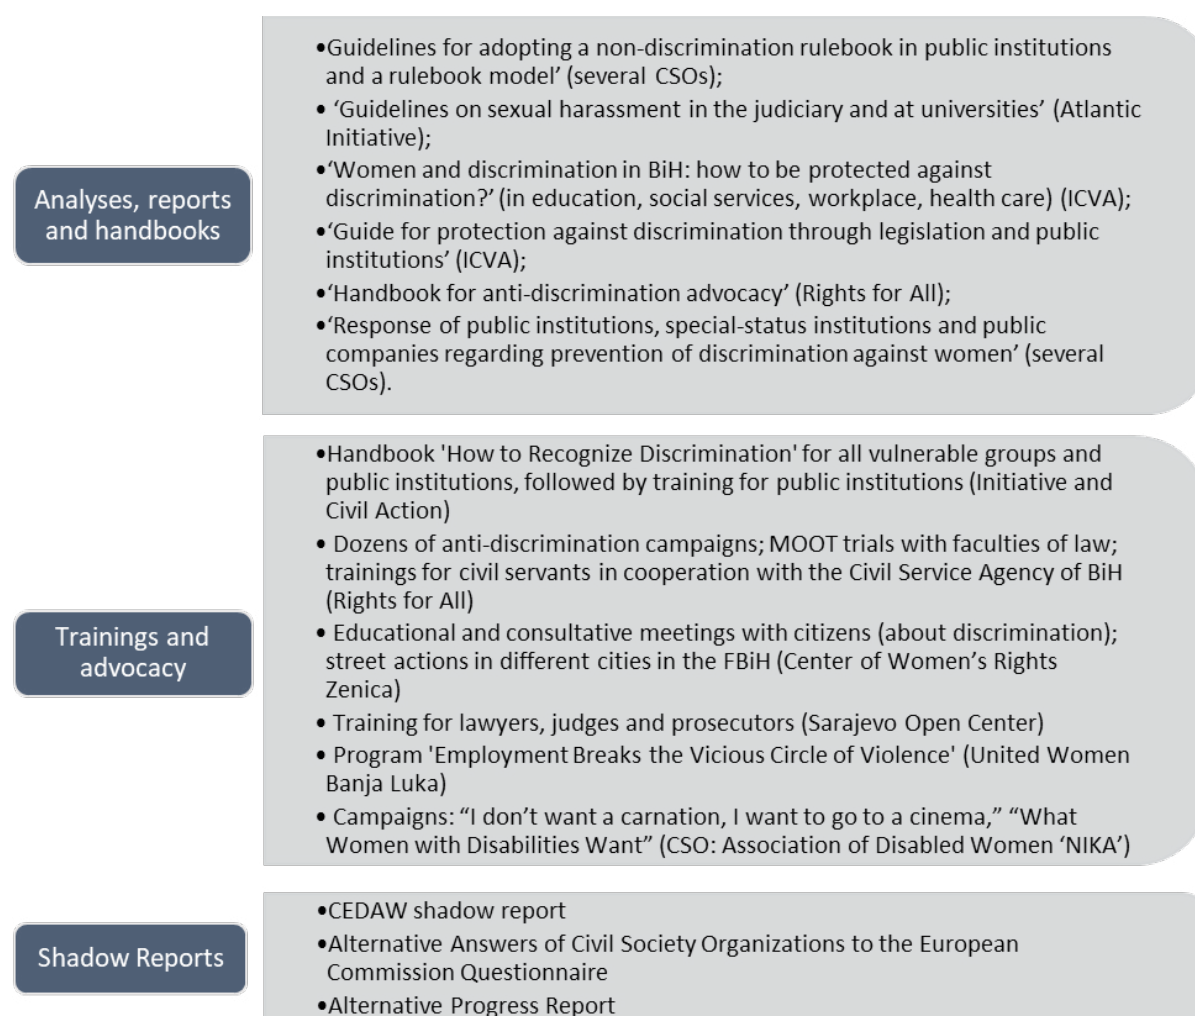 Analyses, reports
and handbooks
•Guidelines for adopting a non-discrimination rulebook in public institutions
and a rulebook model’ (several CSOs);
• ‘Guidelines on sexual harassment in the judiciary and at universities’ (Atlantic
Initiative);
•‘Women and discrimination in BiH: how to be protected against
discrimination?’ (in education, social services, workplace, health care) (ICVA);
•‘Guide for protection against discrimination through legislation and public
institutions’ (ICVA);
•‘Handbook for anti-discrimination advocacy’ (Rights for All);
•‘Response of public institutions, special-status institutions and public
companies regarding prevention of discrimination against women’ (several
CSOs).
Trainings and
advocacy
•Handbook 'How to Recognize Discrimination' for all vulnerable groups and
public institutions, followed by training for public institutions (Initiative and
Civil Action)
• Dozens of anti-discrimination campaigns; MOOT trials with faculties of law;
trainings for civil servants in cooperation with the Civil Service Agency of BiH
(Rights for All)
• Educational and consultative meetings with citizens (about discrimination);
street actions in different cities in the FBiH (Center of Women’s Rights
Zenica)
• Training for lawyers, judges and prosecutors (Sarajevo Open Center)
• Program 'Employment Breaks the Vicious Circle of Violence' (United Women
Banja Luka)
• Campaigns: “I don’t want a carnation, I want to go to a cinema,” “What
Women with Disabilities Want” (CSO: Association of Disabled Women ‘NIKA’)
Shadow Reports
•CEDAW shadow report
•Alternative Answers of Civil Society Organizations to the European
Commission Questionnaire
•Alternative Progress Report